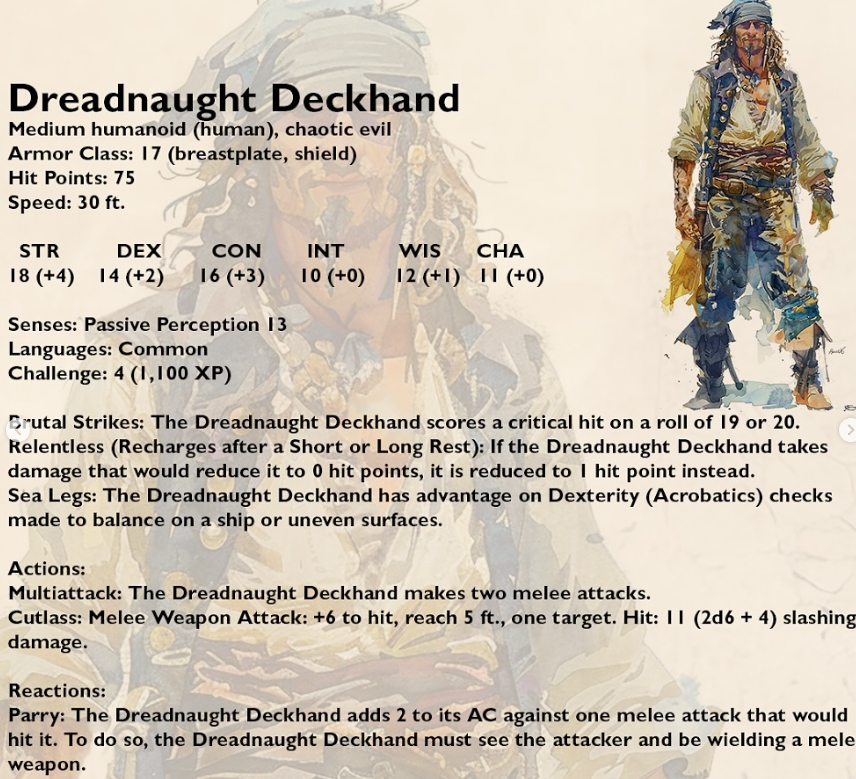 Dreadnaught Deckhand
Medium humanoid (human), chaotic evil
Armor Class: 17 (breastplate, shield)
Hit Points: 75
Speed: 30 ft.
STR DEX CON INT WIS CHA
18 (+4) 14 (+2) 16 (+3) 10 (+0) 12 (+1) 11 (+0)
Senses: Passive Perception 13
Languages: Common
Challenge: 4 (1,100 XP)
Brutal Strikes: The Dreadnaught Deckhand scores a critical hit on a roll of 19 or 20.
Relentless (Recharges after a Short or Long Rest): If the Dreadnaught Deckhand takes
damage that would reduce it to 0 hit points, it is reduced to 1 hit point instead.
Sea Legs: The Dreadnaught Deckhand has advantage on Dexterity (Acrobatics) checks
made to balance on a ship or uneven surfaces.
Actions:
Multiattack: The Dreadnaught Deckhand makes two melee attacks.
Cutlass: Melee Weapon Attack: +6 to hit, reach 5 ft., one target. Hit: 11 (2d6 + 4) slashing
damage.
Reactions:
Parry: The Dreadnaught Deckhand adds 2 to its AC against one melee attack that would
hit it. To do so, the Dreadnaught Deckhand must see the attacker and be wielding a mele
weapon.